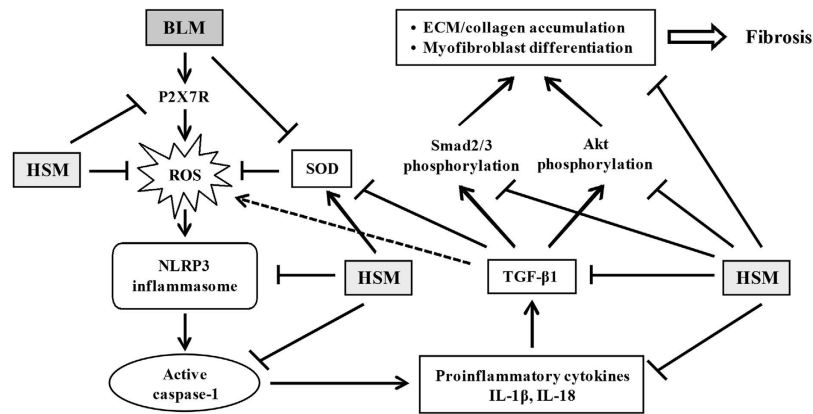 BLM
• ECM/collagen accumulation
• Myofibroblast differentiation
Fibrosis
P2X7R
HSM
ROS
SOD
Smad2/3
phosphorylation
Akt
phosphorylation
NLRP3
inflammasome
HSM
TGF-β1
HSM
Active
caspase-1
Proinflammatory cytokines
IL-1β, IL-18